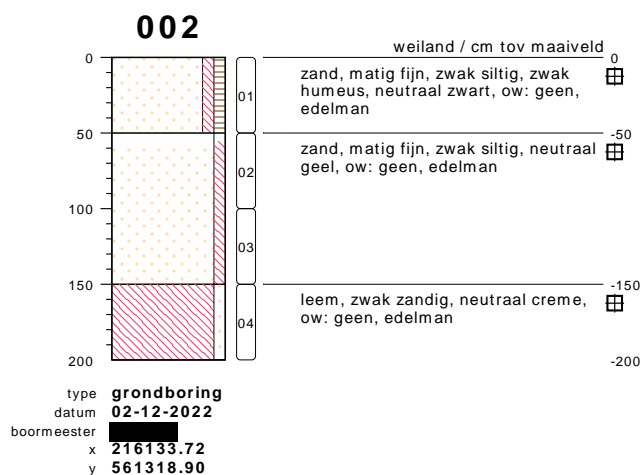 002
weiland / cm tov maaiveld
0
0
zand, matig fijn, zwak siltig, zwak
humeus, neutraal zwart, ow: geen,
edelman
01
50
-50
zand, matig fijn, zwak siltig, neutraal
geel, ow: geen, edelman
02
100
03
150
-150
leem, zwak zandig, neutraal creme,
ow: geen, edelman
04
200
-200
type grondboring
datum 02-12-2022
boormeester
x 216133.72
y 561318.90